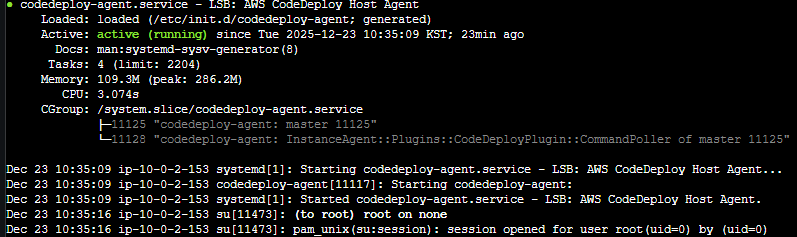 ● codedeploy-agent.service - LSB: AWS CodeDeploy Host Agent
Loaded: loaded (/etc/init.d/codedeploy-agent; generated)
Active: active (running) since Tue 2025-12-23 10:35:09 KST; 23min ago
Docs: man:systemd-sysv-generator(8)
Tasks: 4 (limit: 2204)
Memory: 109.3M (peak: 286.2M)
CPU: 3.074s
CGroup: /system.slice/codedeploy-agent.service
├─11125 "codedeploy-agent: master 11125"
└─11128 "codedeploy-agent: InstanceAgent::Plugins::CodeDeployPlugin::CommandPoller of master 11125"
Dec 23 10:35:09 ip-10-0-2-153 systemd[1]: Starting codedeploy-agent.service - LSB: AWS CodeDeploy Host Agent...
Dec 23 10:35:09 ip-10-0-2-153 codedeploy-agent[11117]: Starting codedeploy-agent:
Dec 23 10:35:09 ip-10-0-2-153 systemd[1]: Started codedeploy-agent.service - LSB: AWS CodeDeploy Host Agent.
Dec 23 10:35:16 ip-10-0-2-153 su[11473]: (to root) root on none
Dec 23 10:35:16 ip-10-0-2-153 su[11473]: pam_unix(su:session): session opened for user root(uid=0) by (uid=0)